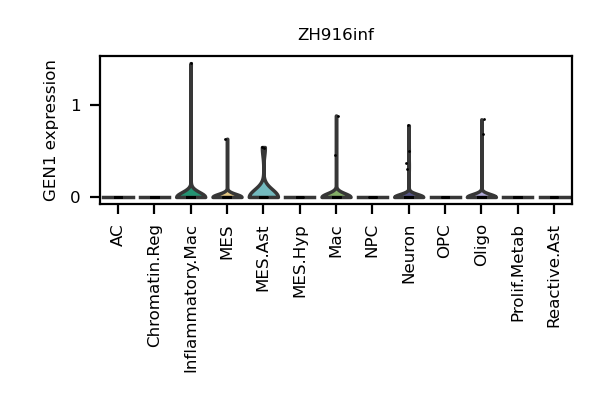 ZH916inf
GEN1 expression
1
0
AC
Chromatin.Reg
Inflammatory.Mac
MES
MES.Ast
MES.Hyp
Mac
NPC
Neuron
OPC
Oligo
Prolif.Metab
Reactive.Ast